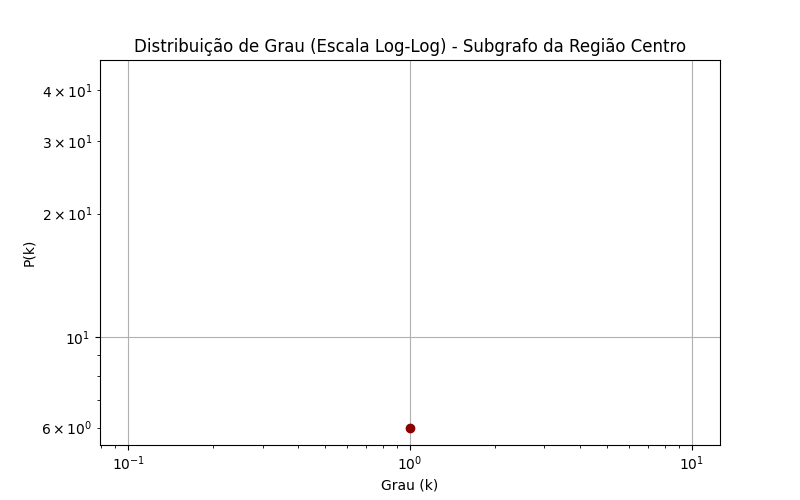 Distribuição de Grau (Escala Log-Log) - Subgrafo da Região Centro
4 × 10¹
3 × 10¹
2 × 10¹
10¹
6 × 10⁰
P(k)
10⁻¹ 10⁰ 10¹
Grau (k)